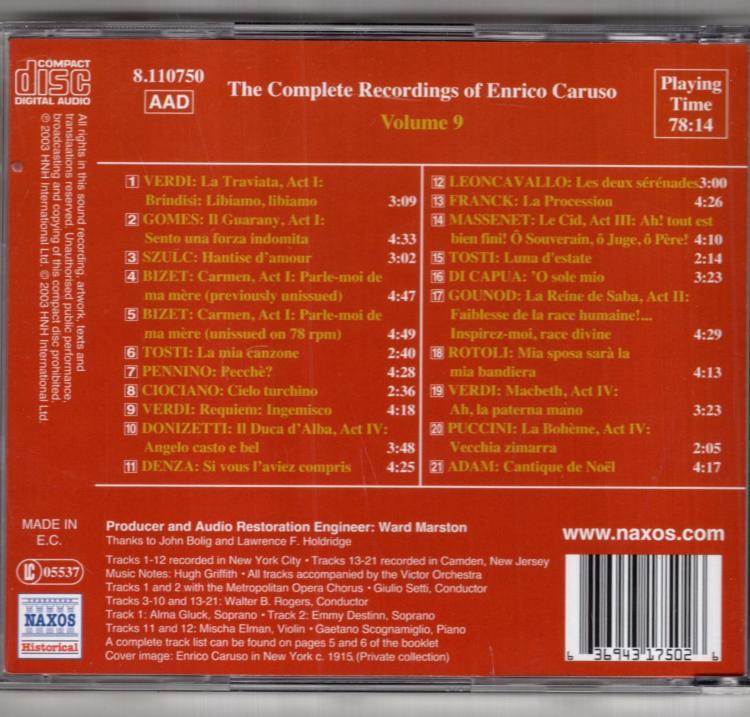 COMPACT
disc
DIGITAL AUDIO
8.110750
AAD
The Complete Recordings of Enrico Caruso
Volume 9
Playing
Time
78:14
All rights in this sound recording, artwork, texts and
translaations reserved. Unauthorised public performance,
broadcasting and copying of this compact disc prohibited.
℗ 2003 HNH International Ltd. © 2003 HNH International Ltd.
1 VERDI: La Traviata, Act I:
Brindisi: Libiamo, libiamo 3:09
2 GOMES: Il Guarany, Act I:
Sento una forza indomita 4:33
3 SZULC: Hantise d'amour 3:02
4 BIZET: Carmen, Act I: Parle-moi de
ma mère (previously unissued) 4:47
5 BIZET: Carmen, Act I: Parle-moi de
ma mère (unissued on 78 rpm) 4:49
6 TOSTI: La mia canzone 2:40
7 PENNINO: Pecchè? 4:28
8 CIOCIANO: Cielo turchino 2:36
9 VERDI: Requiem: Ingemisco 4:18
10 DONIZETTI: Il Duca d'Alba, Act IV:
Angelo casto e bel 3:48
11 DENZA: Si vous l'aviez compris 4:25
12 LEONCAVALLO: Les deux sérénades 3:00
13 FRANCK: La Procession 4:26
14 MASSENET: Le Cid, Act III: Ah! tout est
bien fini! Ô Souverain, ô Juge, ô Père! 4:10
15 TOSTI: Luna d'estate 2:14
16 DI CAPUA: 'O sole mio 3:23
17 GOUNOD: La Reine de Saba, Act II:
Faiblesse de la race humaine!...
Inspirez-moi, race divine 4:29
18 ROTOLI: Mia sposa sarà la
mia bandiera 4:13
19 VERDI: Macbeth, Act IV:
Ah, la paterna mano 3:23
20 PUCCINI: La Bohème, Act IV:
Vecchia zimarra 2:05
21 ADAM: Cantique de Noël 4:17
MADE IN
E.C.
LC 05537
NAXOS
Historical
Producer and Audio Restoration Engineer: Ward Marston
Thanks to John Bolig and Lawrence F. Holdridge
Tracks 1-12 recorded in New York City • Tracks 13-21 recorded in Camden, New Jersey
Music Notes: Hugh Griffith • All tracks accompanied by the Victor Orchestra
Tracks 1 and 2 with the Metropolitan Opera Chorus • Giulio Setti, Conductor
Tracks 3-10 and 13-21: Walter B. Rogers, Conductor
Track 1: Alma Gluck, Soprano • Track 2: Emmy Destinn, Soprano
Tracks 11 and 12: Mischa Elman, Violin • Gaetano Scognamiglio, Piano
A complete track list can be found on pages 5 and 6 of the booklet
Cover image: Enrico Caruso in New York c. 1915 (Private collection)
www.naxos.com
6 36943 17502 6